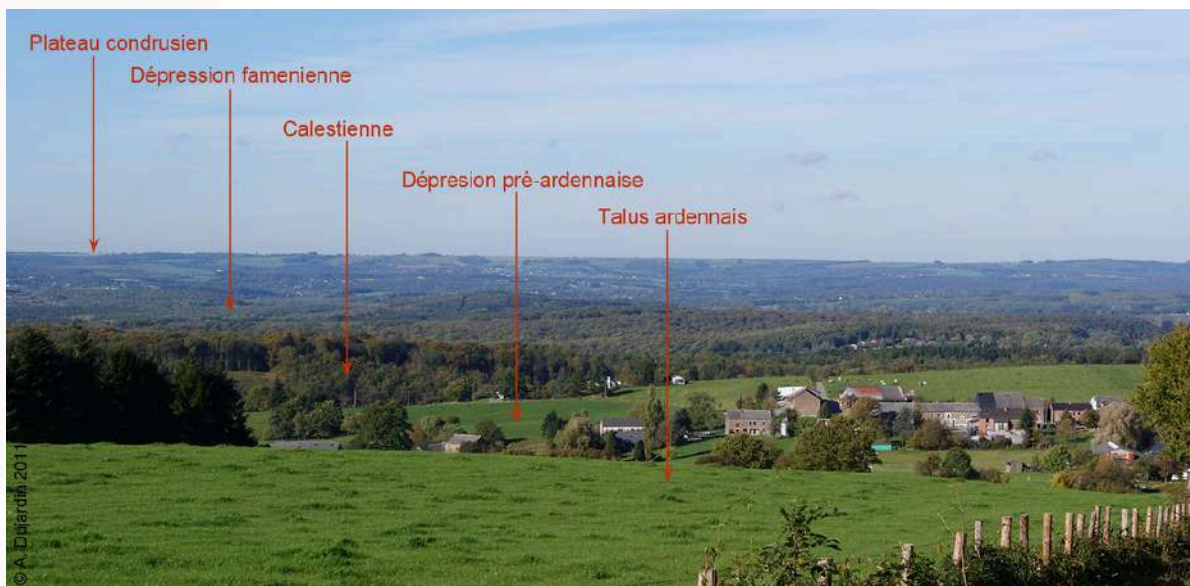 Plateau condrusien
Dépression famenienne
Calestienne
Dépresion pré-ardennaise
Talus ardennais
© A. Dujardin 2011